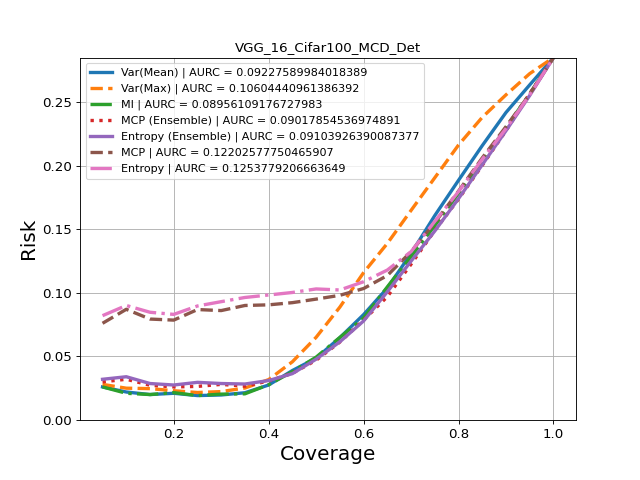 VGG_16_Cifar100_MCD_Det
Var(Mean) | AURC = 0.09227589984018389
Var(Max) | AURC = 0.10604440961386392
MI | AURC = 0.08956109176727983
MCP (Ensemble) | AURC = 0.09017854536974891
Entropy (Ensemble) | AURC = 0.09103926390087377
MCP | AURC = 0.12202577750465907
Entropy | AURC = 0.1253779206663649
Risk
0.25
0.20
0.15
0.10
0.05
0.00
0.2 0.4 0.6 0.8 1.0
Coverage